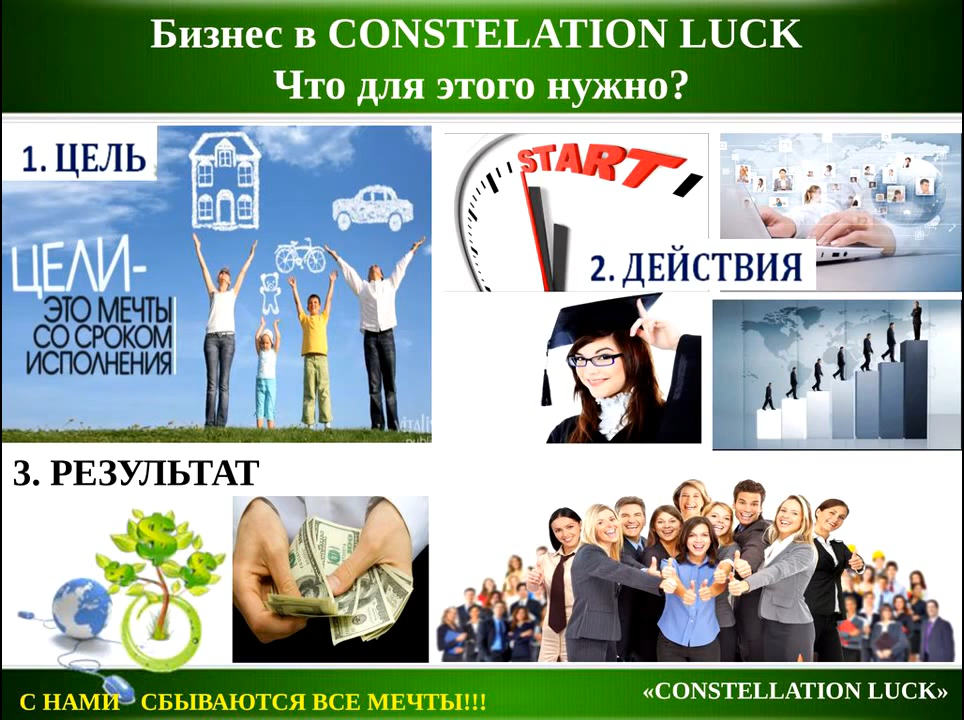 Бизнес в CONSTELATION LUCK
Что для этого нужно?
1. ЦЕЛЬ
ЦЕЛИ-
ЭТО МЕЧТЫ
СО СРОКОМ
ИСПОЛНЕНИЯ
START
2. ДЕЙСТВИЯ
3. РЕЗУЛЬТАТ
С НАМИ СБЫВАЮТСЯ ВСЕ МЕЧТЫ!!!
«CONSTELLATION LUCK»